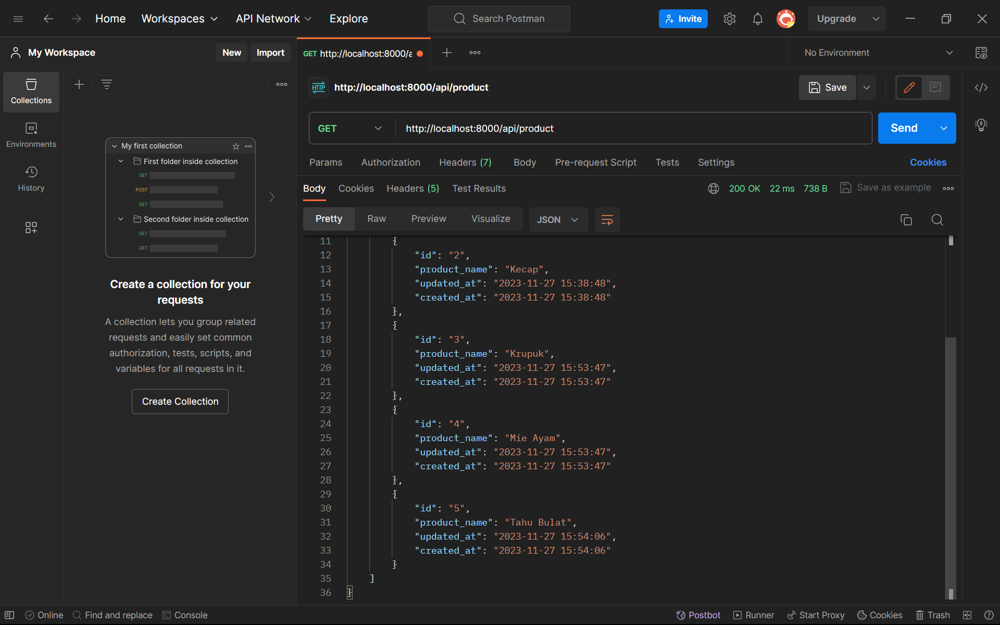 Home Workspaces API Network Explore Search Postman Invite Upgrade
My Workspace New Import GET http://localhost:8000/a No Environment
HTTP http://localhost:8000/api/product Save
Collections
Environments
History
My first collection
First folder inside collection
GET
POST
GET
Second folder inside collection
GET
GET
Create a collection for your
requests
A collection lets you group related
requests and easily set common
authorization, tests, scripts, and
variables for all requests in it.
Create Collection
GET http://localhost:8000/api/product Send
Params Authorization Headers (7) Body Pre-request Script Tests Settings Cookies
Body Cookies Headers (5) Test Results 200 OK 22 ms 738 B Save as example
Pretty Raw Preview Visualize JSON
11 {
12 "id": "2",
13 "product_name": "Kecap",
14 "updated_at": "2023-11-27 15:38:48",
15 "created_at": "2023-11-27 15:38:48"
16 },
17 {
18 "id": "3",
19 "product_name": "Krupuk",
20 "updated_at": "2023-11-27 15:53:47",
21 "created_at": "2023-11-27 15:53:47"
22 },
23 {
24 "id": "4",
25 "product_name": "Mie Ayam",
26 "updated_at": "2023-11-27 15:53:47",
27 "created_at": "2023-11-27 15:53:47"
28 },
29 {
30 "id": "5",
31 "product_name": "Tahu Bulat",
32 "updated_at": "2023-11-27 15:54:06",
33 "created_at": "2023-11-27 15:54:06"
34 }
35 ]
36 }
Online Find and replace Console Postbot Runner Start Proxy Cookies Trash